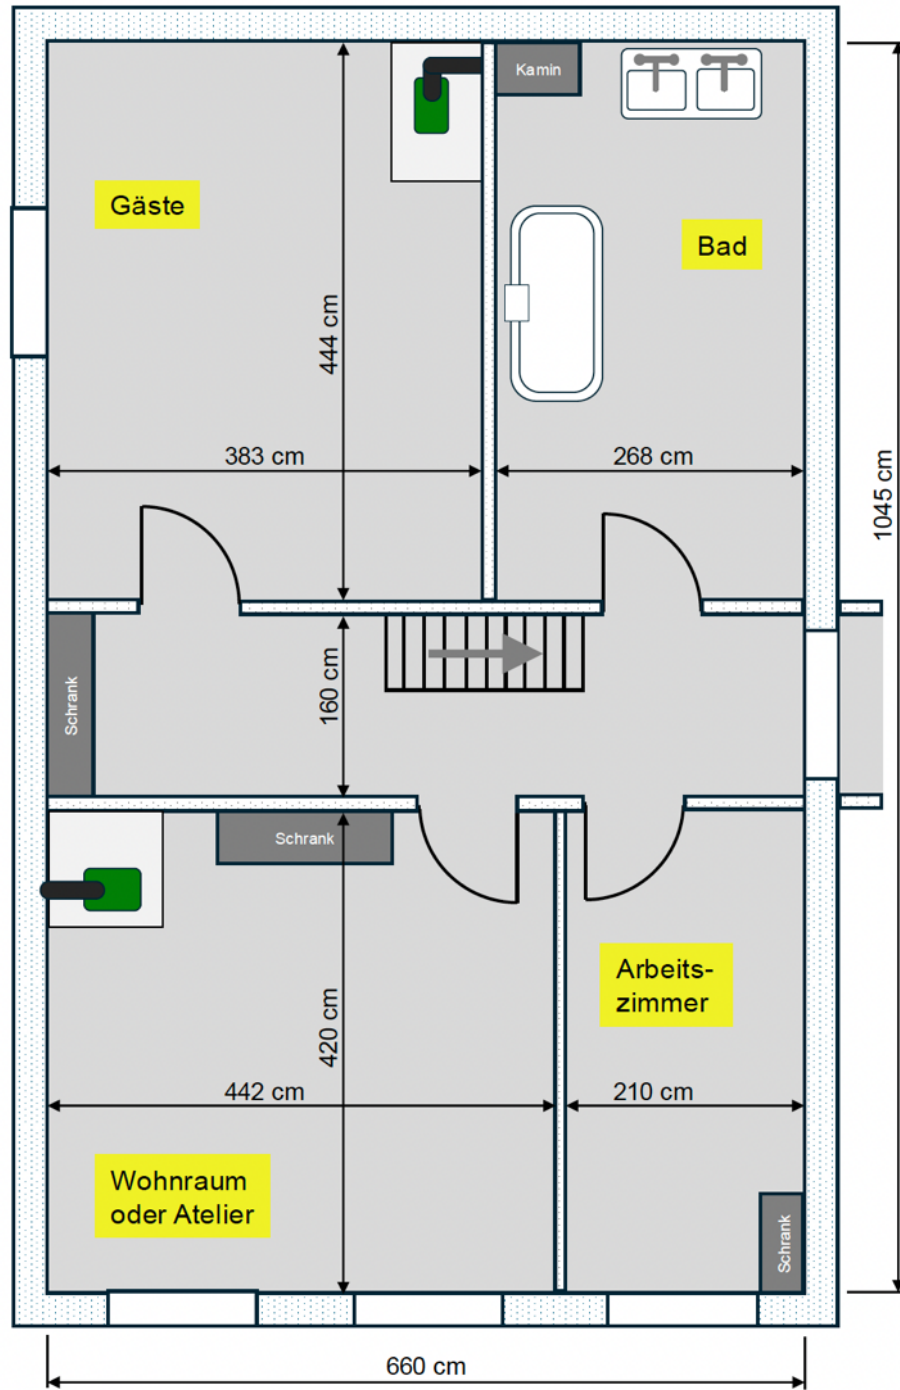 Kamin
Gäste
Bad
444 cm
383 cm
268 cm
1045 cm
Schrank
160 cm
Schrank
Arbeits-
zimmer
420 cm
442 cm
210 cm
Wohnraum
oder Atelier
Schrank
660 cm